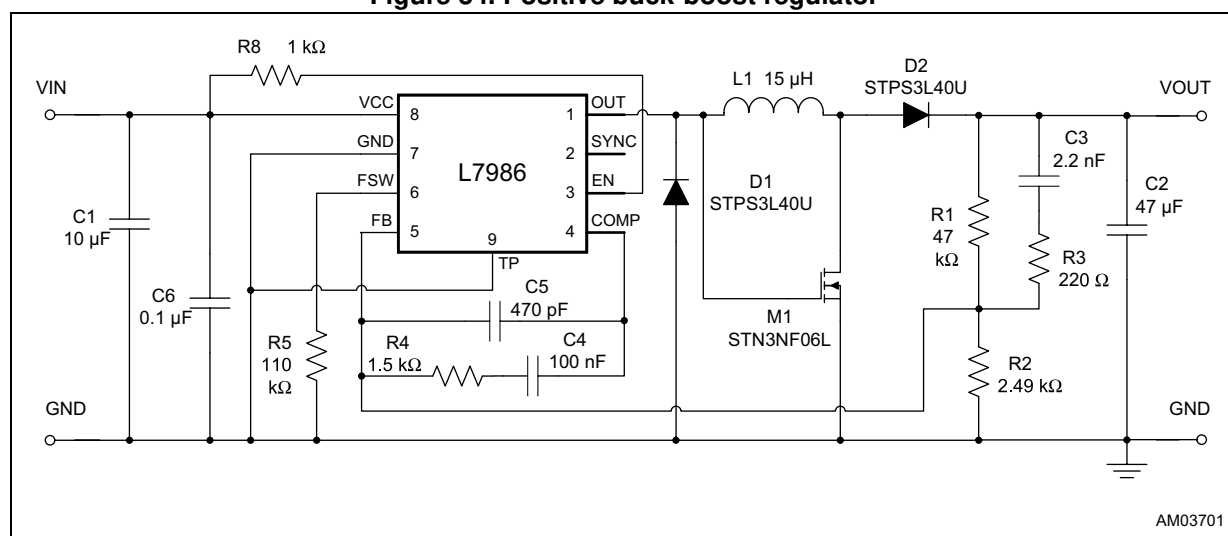 Figure 34. Positive buck-boost regulator
R8 1 kΩ
VIN
VCC
GND
FSW
FB
8
7
6
5
9
TP
L7986
1
2
3
4
OUT
SYNC
EN
COMP
L1 15 µH
D2
STPS3L40U
VOUT
C1
10 µF
C6
0.1 µF
R5
110
kΩ
C5
470 pF
R4
1.5 kΩ
C4
100 nF
D1
STPS3L40U
M1
STN3NF06L
R1
47
kΩ
C3
2.2 nF
R3
220 Ω
C2
47 µF
R2
2.49 kΩ
GND
GND
AM03701